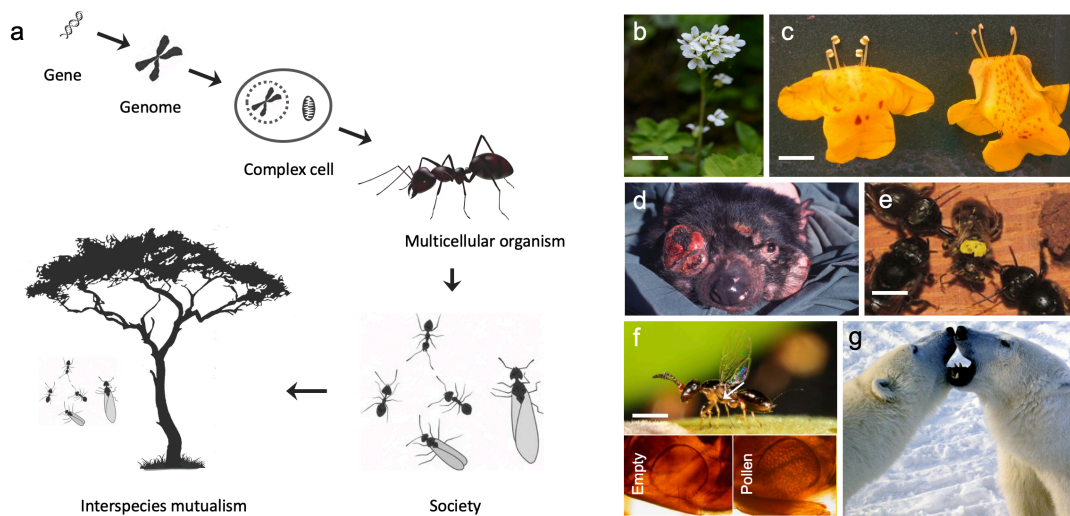 a
Gene
Genome
Complex cell
Multicellular organism
Society
Interspecies mutualism
b
c
d
e
f
Empty
Pollen
g